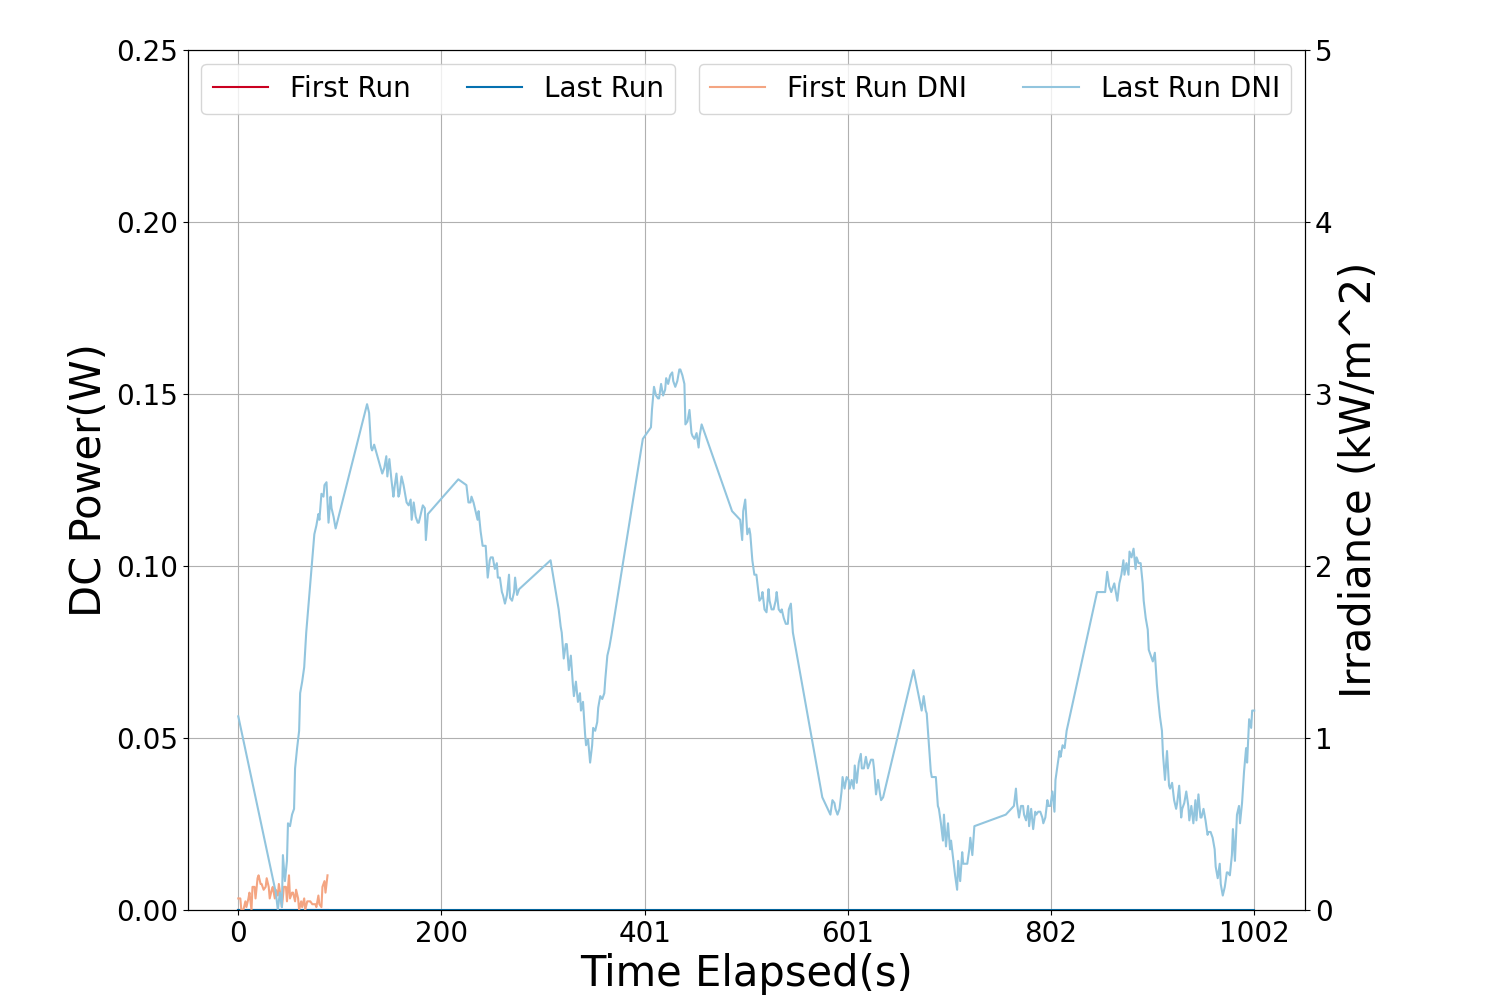 First Run
Last Run
First Run DNI
Last Run DNI
0.25
0.20
0.15
0.10
0.05
0.00
DC Power(W)
5
4
3
2
1
0
Irradiance (kW/m^2)
0
200
401
601
802
1002
Time Elapsed(s)